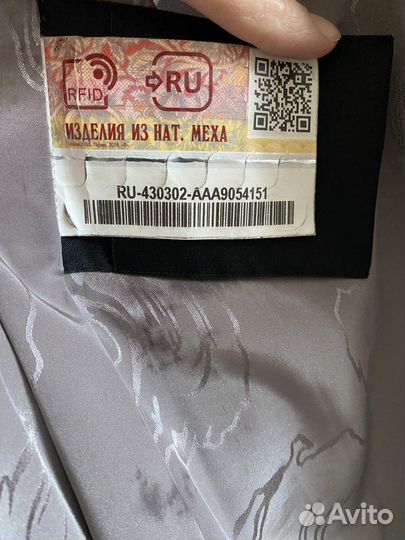 RFID
RU
ИЗДЕЛИЯ ИЗ НАТ. МЕХА
RU-430302-AAA9054151
Avito